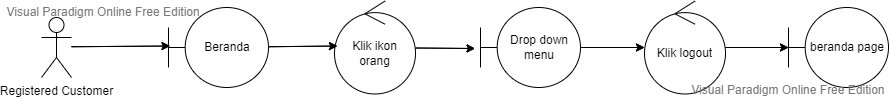 Visual Paradigm Online Free Edition
Registered Customer
Beranda
Klik ikon
orang
Drop down
menu
Klik logout
beranda page
Visual Paradigm Online Free Edition